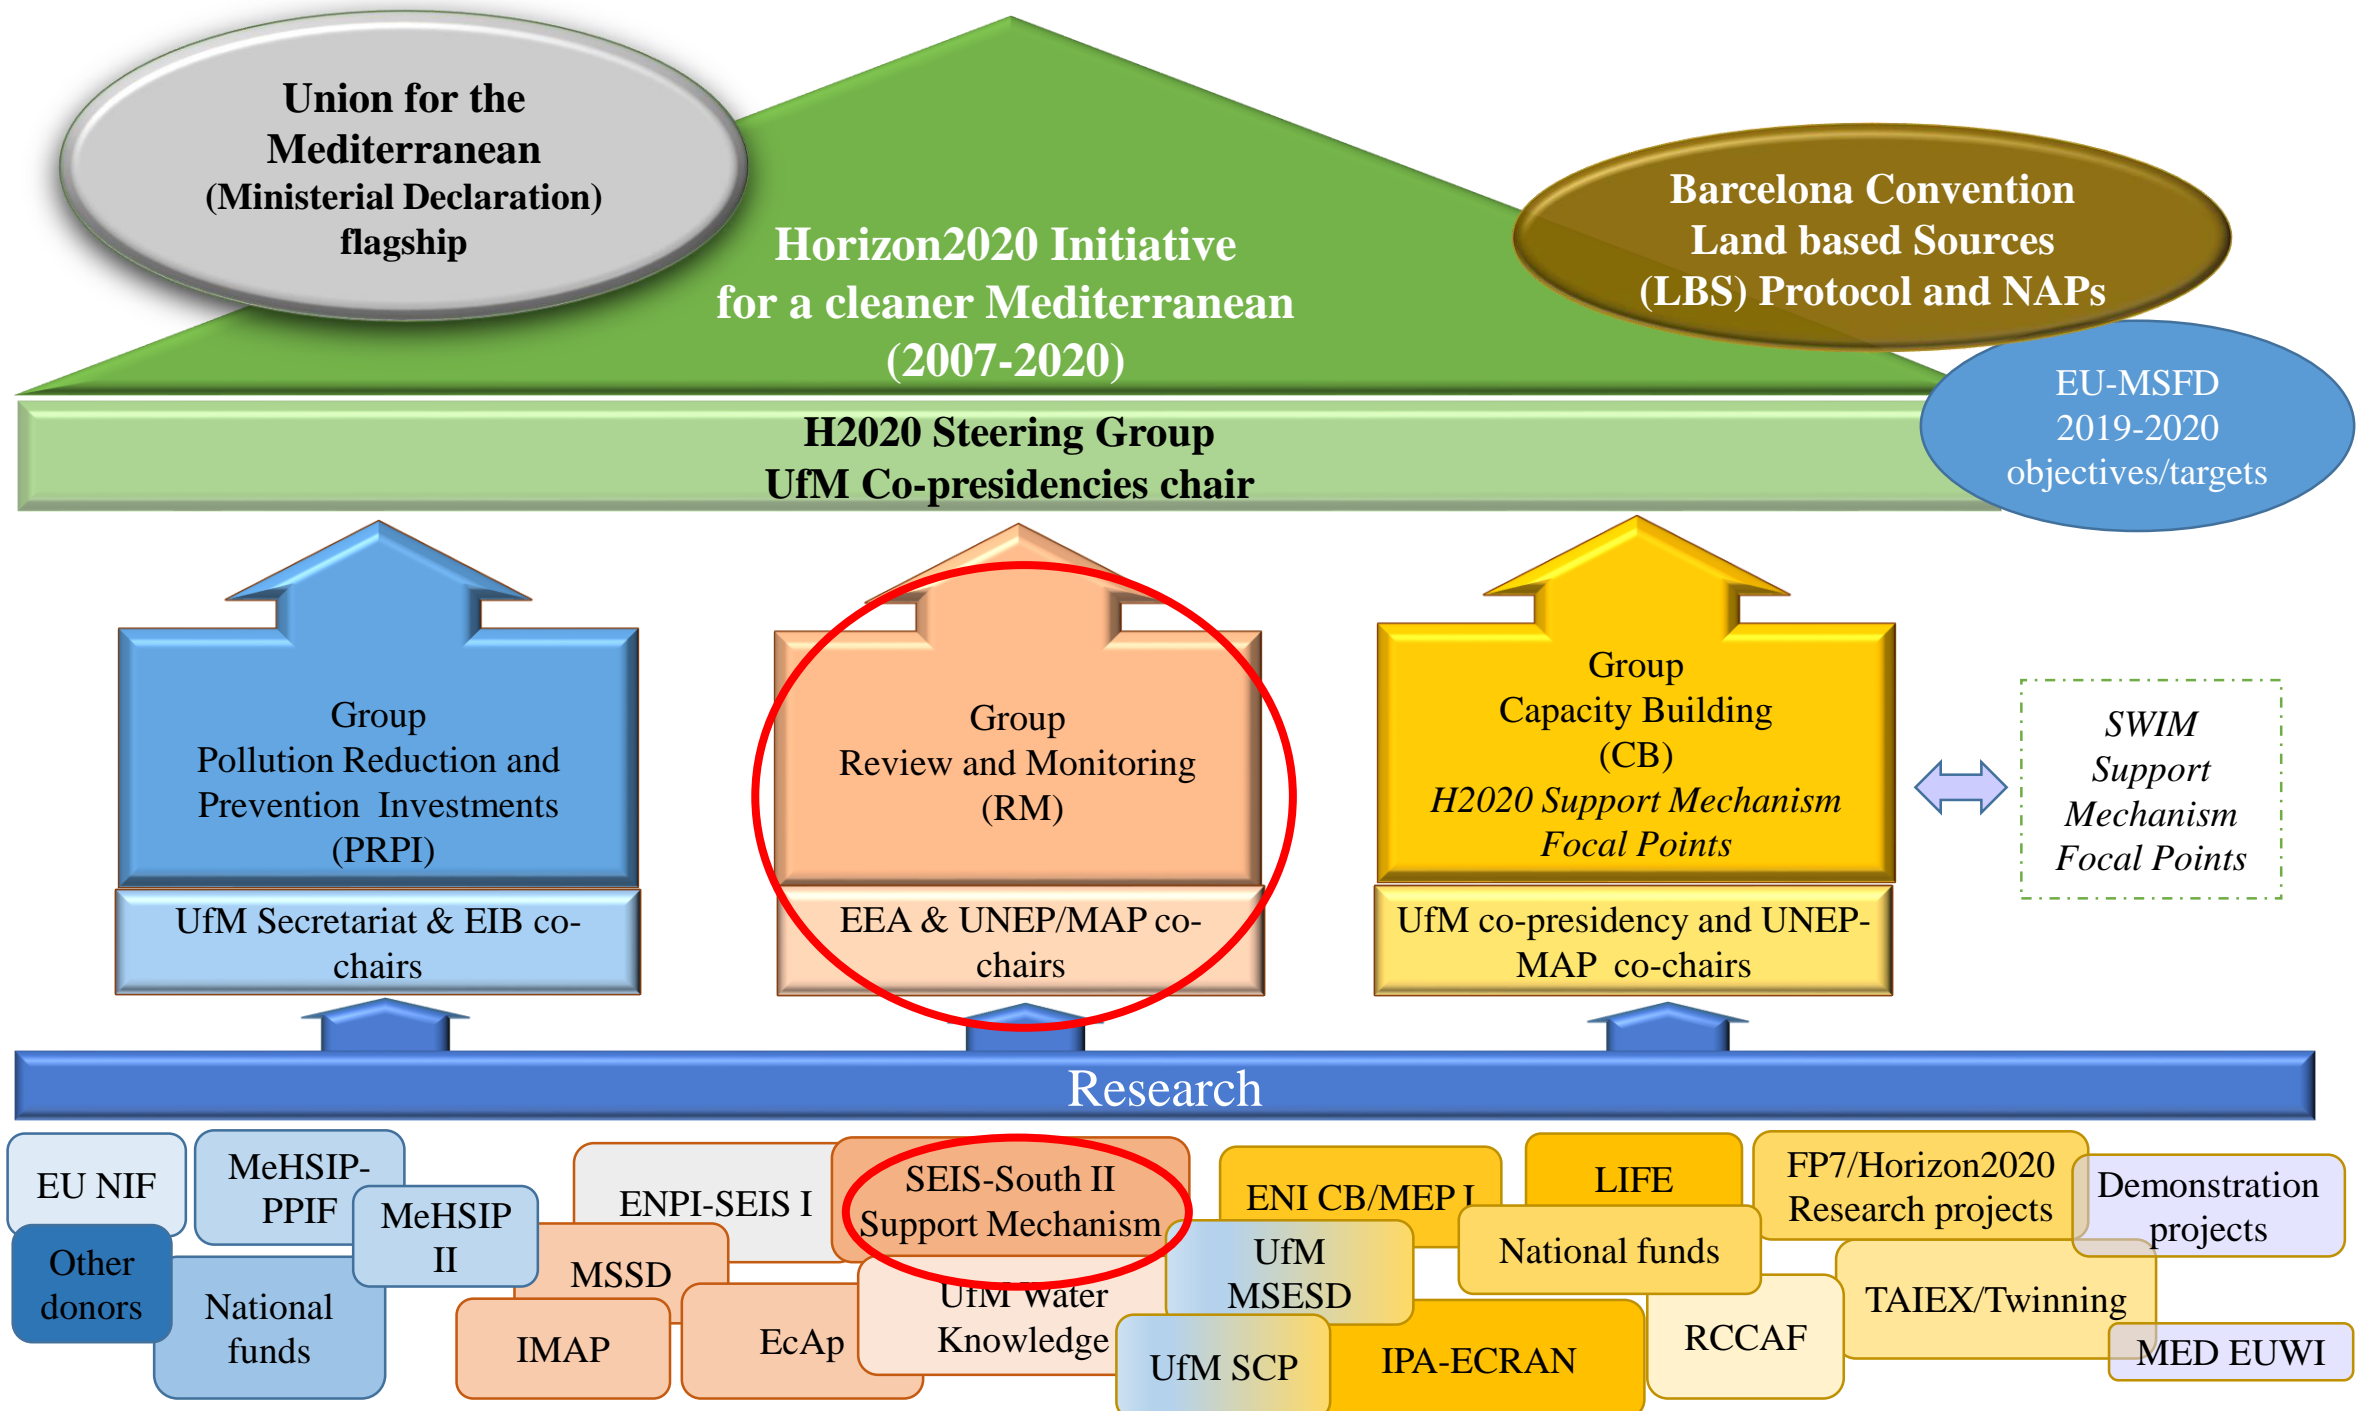 Union for the
Mediterranean
(Ministerial Declaration)
flagship
Horizon2020 Initiative
for a cleaner Mediterranean
(2007-2020)
Barcelona Convention
Land based Sources
(LBS) Protocol and NAPs
EU-MSFD
2019-2020
objectives/targets
H2020 Steering Group
UfM Co-presidencies chair
Group
Pollution Reduction and
Prevention Investments
(PRPI)
UfM Secretariat & EIB co-
chairs
Group
Review and Monitoring
(RM)
EEA & UNEP/MAP co-
chairs
Group
Capacity Building
(CB)
H2020 Support Mechanism
Focal Points
UfM co-presidency and UNEP-
MAP co-chairs
SWIM
Support
Mechanism
Focal Points
Research
EU NIF
MeHSIP-
PPIF
MeHSIP
II
Other
donors
National
funds
ENPI-SEIS I
SEIS-South II
Support Mechanism
MSSD
IMAP
EcAp
UfM Water
Knowledge
ENI CB/MEP I
UfM
MSESD
UfM SCP
LIFE
National funds
IPA-ECRAN
FP7/Horizon2020
Research projects
Demonstration
projects
RCCAF
TAIEX/Twinning
MED EUWI